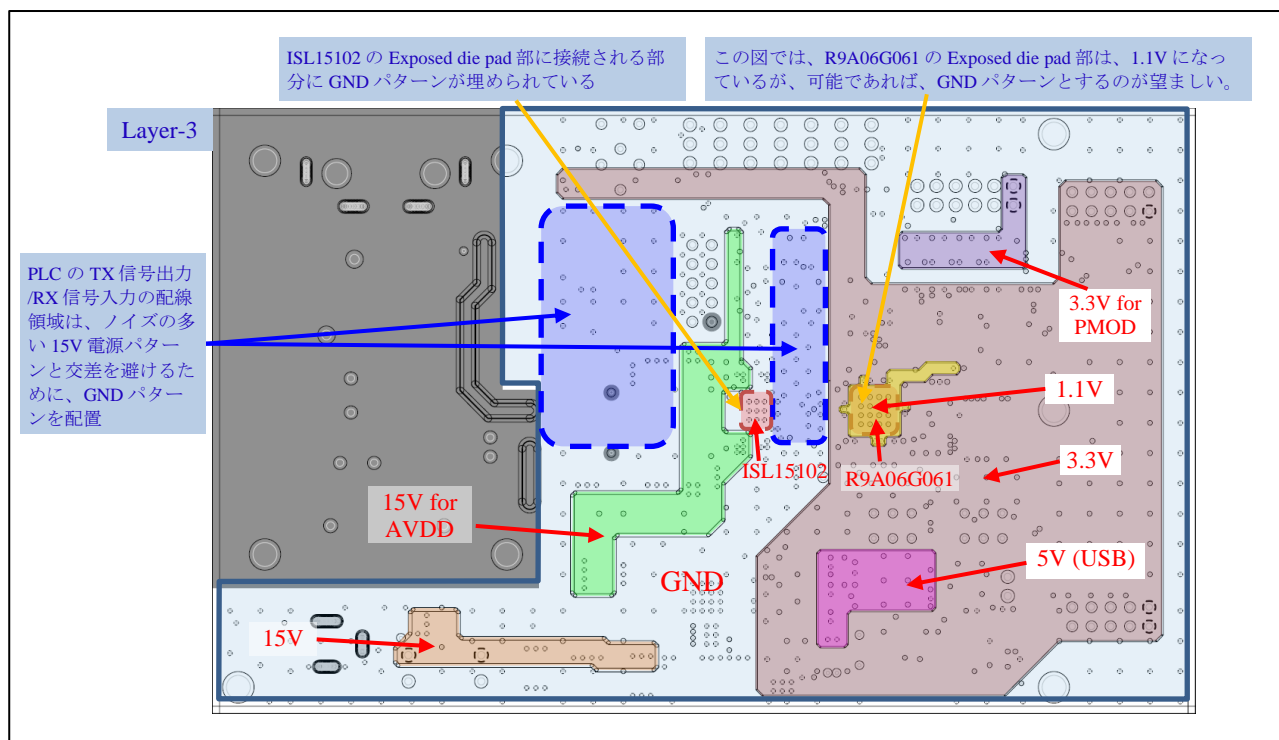 ISL15102 の Exposed die pad 部に接続される部
分に GND パターンが埋められている
この図では、R9A06G061 の Exposed die pad 部は、1.1V になっ
ているが、可能であれば、GND パターンとするのが望ましい。
Layer-3
PLC の TX 信号出力
/RX 信号入力の配線
領域は、ノイズの多
い 15V 電源パター
ンと交差を避けるた
めに、GND パター
ンを配置
3.3V for
PMOD
1.1V
3.3V
ISL15102
R9A06G061
15V for
AVDD
GND
5V (USB)
15V